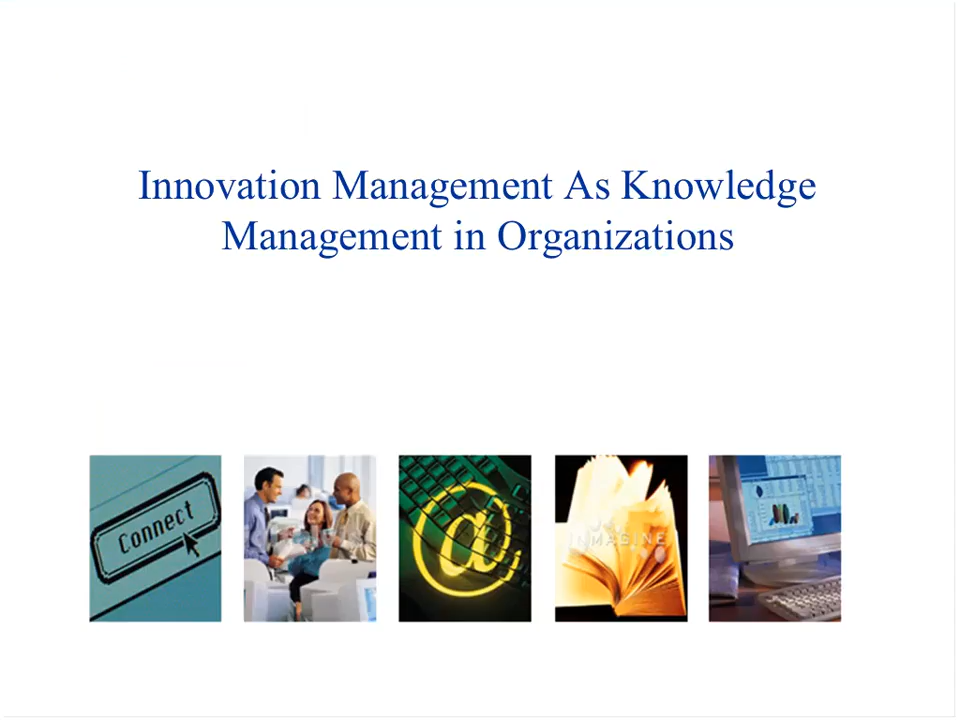 Innovation Management As Knowledge
Management in Organizations
Connect
@
IMAGINE